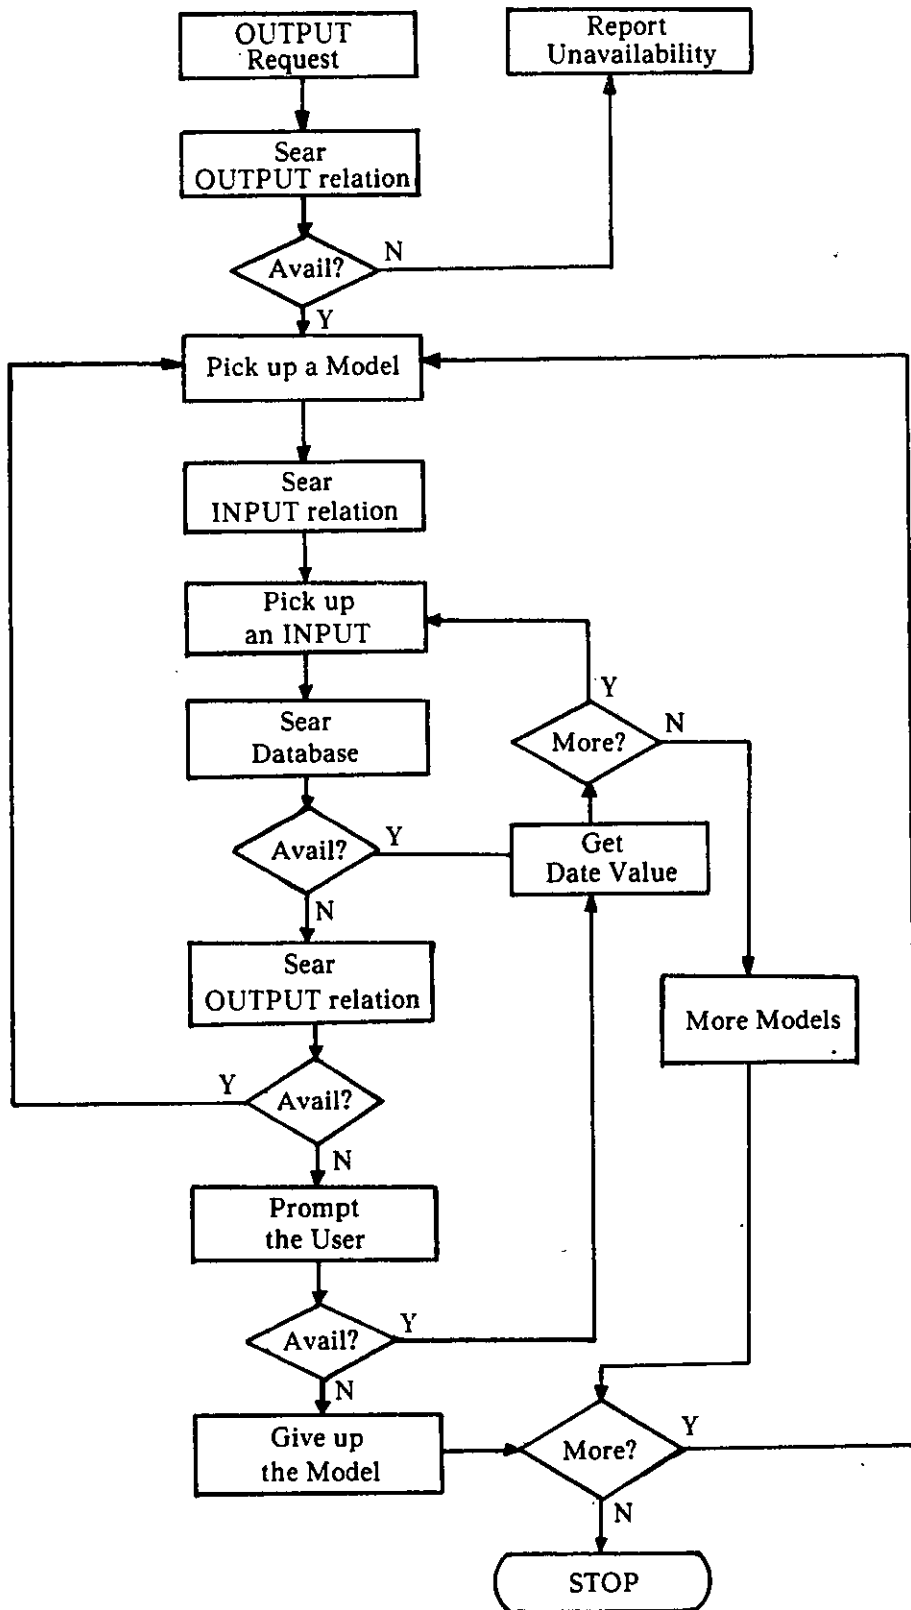 OUTPUT
Request
Report
Unavailability
Sear
OUTPUT relation
Avail?
N
Y
Pick up a Model
Sear
INPUT relation
Pick up
an INPUT
Y
Sear
Database
More?
N
Avail?
Y
Get
Date Value
N
Sear
OUTPUT relation
More Models
Y
Avail?
N
Prompt
the User
Avail?
Y
N
Give up
the Model
More?
Y
N
STOP